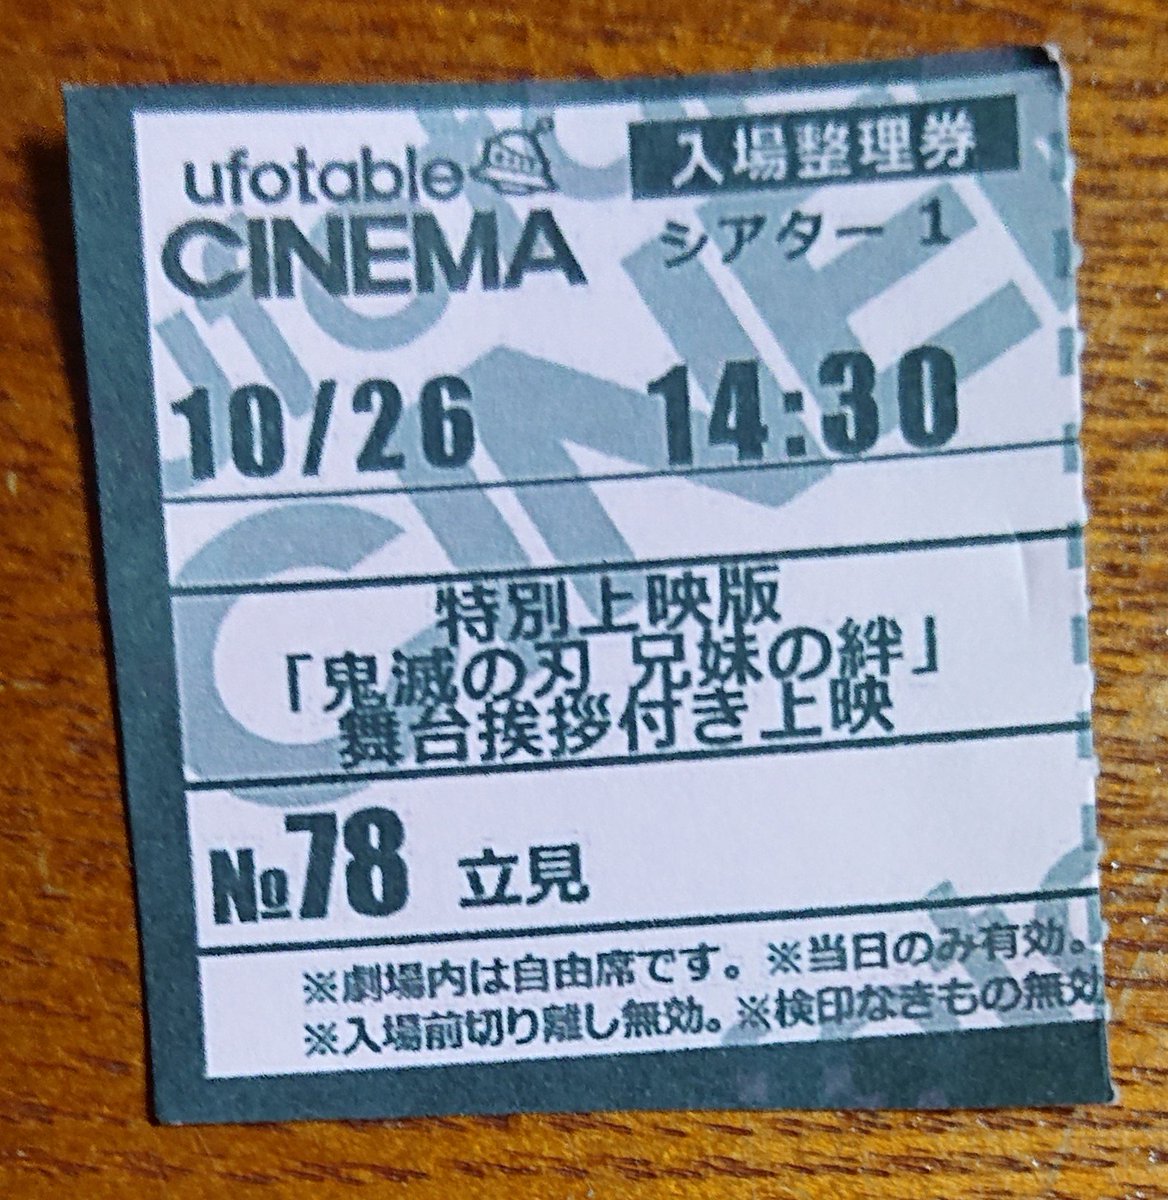 ufotable
CINEMA
入場整理券
シアター 1
10/26 14:30
特別上映版
「鬼滅の刃 兄妹の絆」
舞台挨拶付き上映
№78 立見
※劇場内は自由席です。※当日のみ有効。
※入場前切り離し無効。※検印なきもの無効